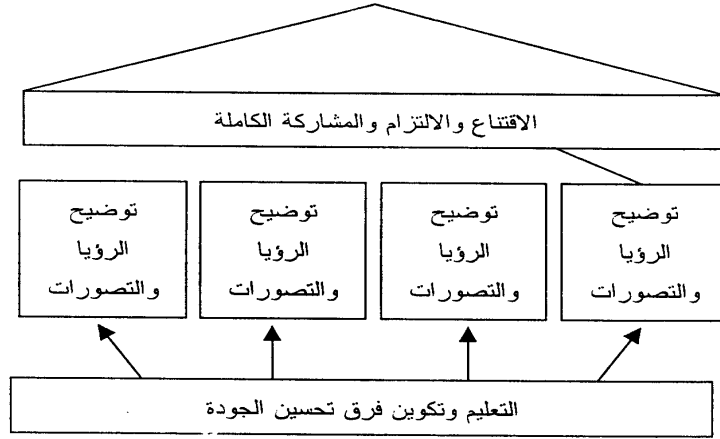 الاقتناع والالتزام والمشاركة الكاملة
توضيح
الرؤيا
والتصورات
توضيح
الرؤيا
والتصورات
توضيح
الرؤيا
والتصورات
توضيح
الرؤيا
والتصورات
التعليم وتكوين فرق تحسين الجودة